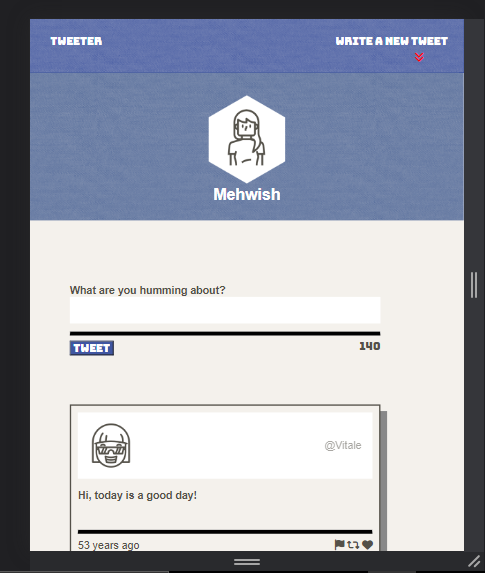 TWEETER
WRITE A NEW TWEET
Mehwish
What are you humming about?
TWEET
140
@Vitale
Hi, today is a good day!
53 years ago